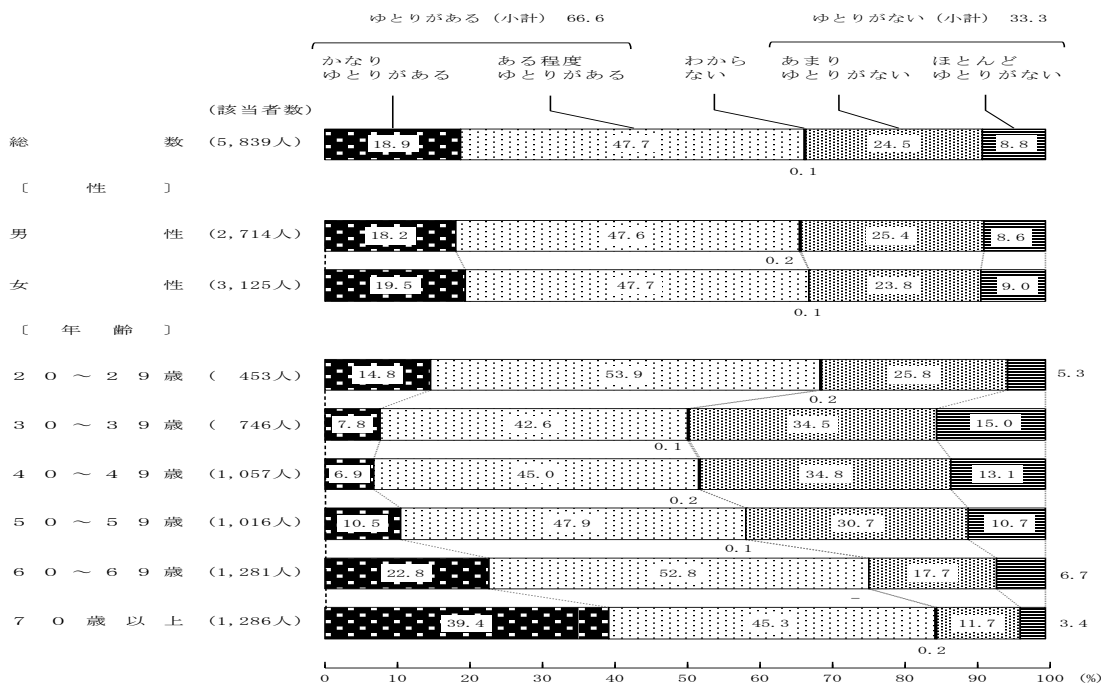 ゆとりがある(小計) 66.6 ゆとりがない(小計) 33.3
かなり ある程度 わから あまり ほとんど
ゆとりがある ゆとりがある ない ゆとりがない ゆとりがない
(該当者数)
総数 (5,839人) 18.9 47.7 24.5 8.8
0.1
〔性〕
男性 (2,714人) 18.2 47.6 25.4 8.6
0.2
女性 (3,125人) 19.5 47.7 23.8 9.0
0.1
〔年齢〕
20～29歳 (453人) 14.8 53.9 25.8 5.3
0.2
30～39歳 (746人) 7.8 42.6 34.5 15.0
0.1
40～49歳 (1,057人) 6.9 45.0 34.8 13.1
0.2
50～59歳 (1,016人) 10.5 47.9 30.7 10.7
0.1
60～69歳 (1,281人) 22.8 52.8 17.7 6.7
－
70歳以上 (1,286人) 39.4 45.3 11.7 3.4
0.2
0 10 20 30 40 50 60 70 80 90 100 (%)